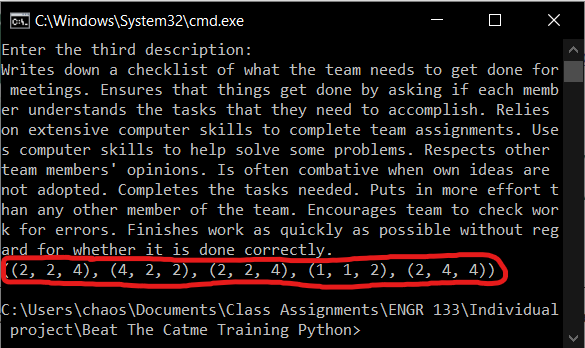 C:\Windows\System32\cmd.exe
Enter the third description:
Writes down a checklist of what the team needs to get done for
 meetings. Ensures that things get done by asking if each memb
er understands the tasks that they need to accomplish. Relies
on extensive computer skills to complete team assignments. Use
s computer skills to help solve some problems. Respects other
team members' opinions. Is often combative when own ideas are
not adopted. Completes the tasks needed. Puts in more effort t
han any other member of the team. Encourages team to check wor
k for errors. Finishes work as quickly as possible without reg
ard for whether it is done correctly.
((2, 2, 4), (4, 2, 2), (2, 2, 4), (1, 1, 2), (2, 4, 4))
C:\Users\chaos\Documents\Class Assignments\ENGR 133\Individual
 project\Beat The Catme Training Python>